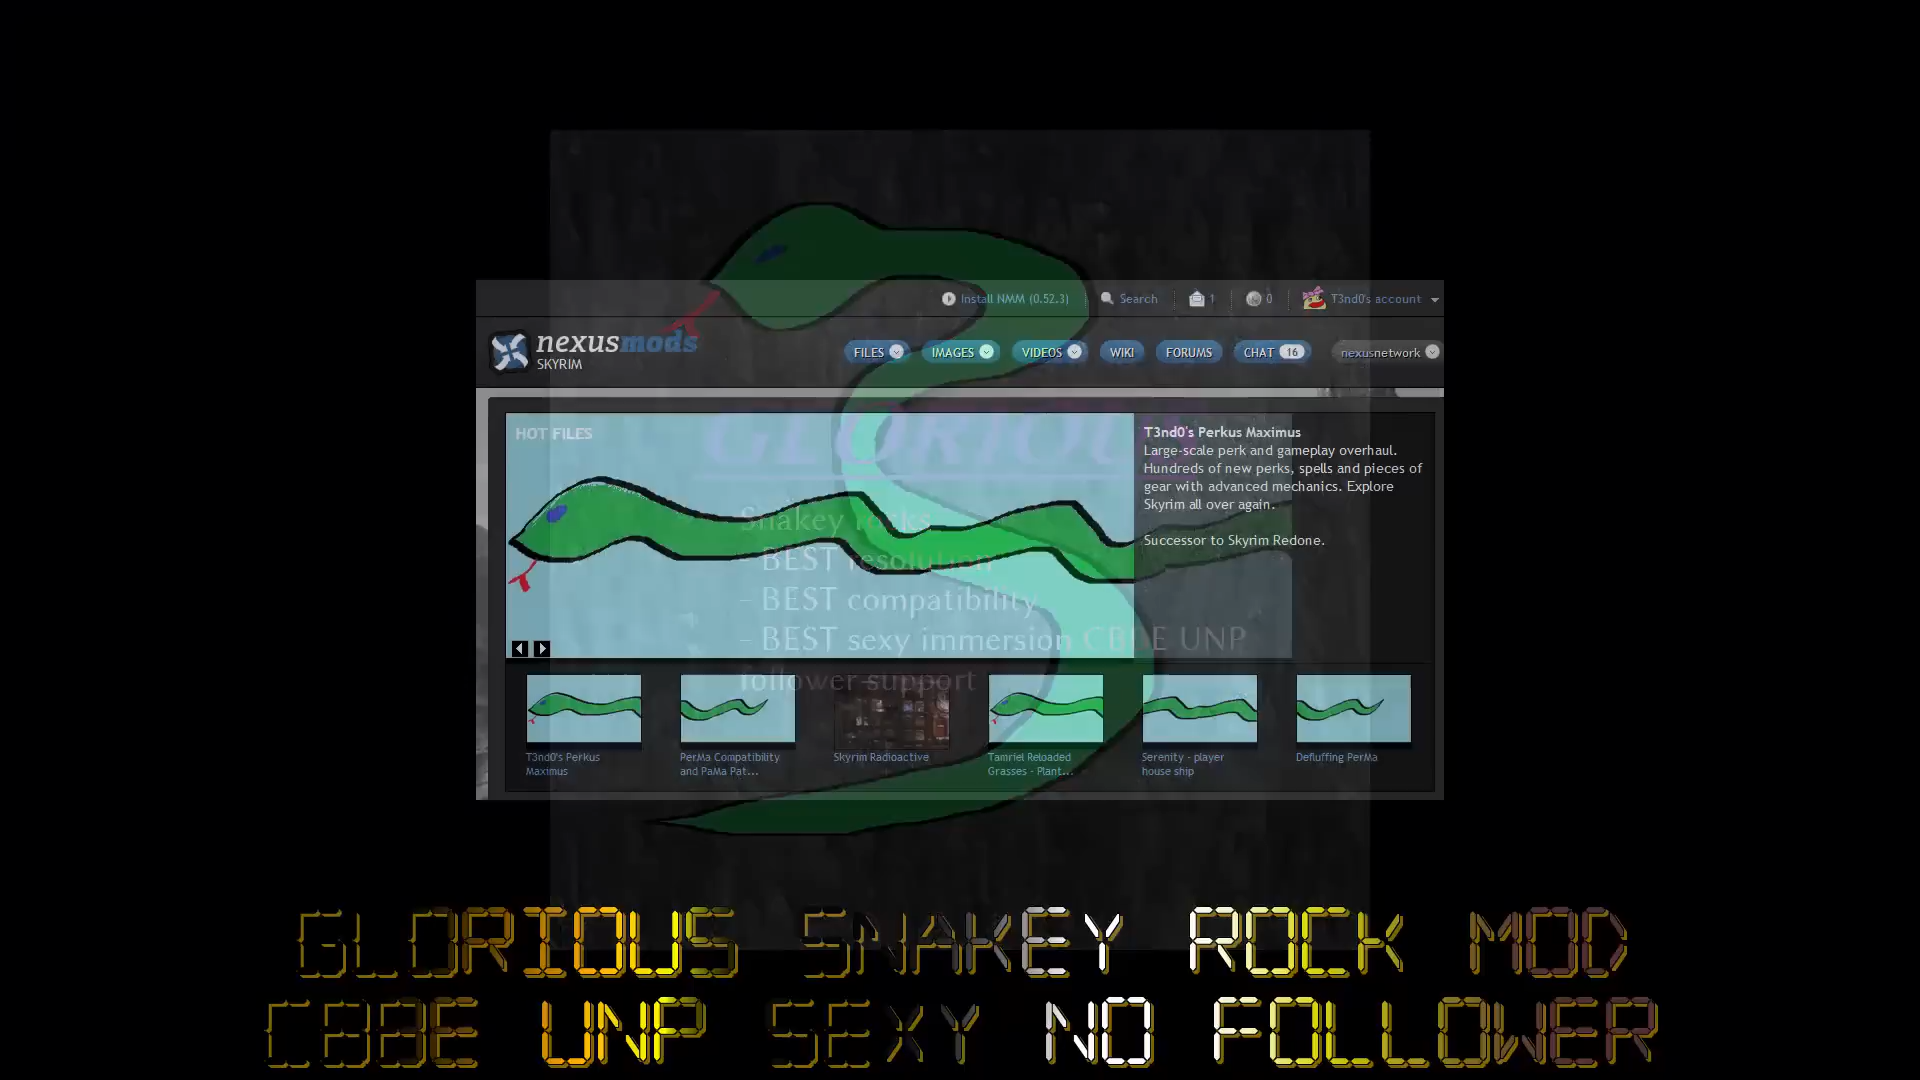 Install NMM (0.52.3)
Search
1
0
T3nd0's account
nexusmods
SKYRIM
FILES
IMAGES
VIDEOS
WIKI
FORUMS
CHAT 16
nexusnetwork
HOT FILES
GLORIOUS
T3nd0's Perkus Maximus
Large-scale perk and gameplay overhaul.
Hundreds of new perks, spells and pieces of
gear with advanced mechanics. Explore
Skyrim all over again.
Successor to Skyrim Redone.
Snakey rocks
- BEST resolution
- BEST compatibility
- BEST sexy immersion CBBE UNP
follower support
T3nd0's Perkus
Maximus
PerMa Compatibility
and PaMa Pat...
Skyrim Radioactive
Tamriel Reloaded
Grasses - Plant...
Serenity - player
house ship
Defluffing PerMa
GLORIOUS SNAKEY ROCK MOD
CBBE UNP SEXY NO FOLLOWER